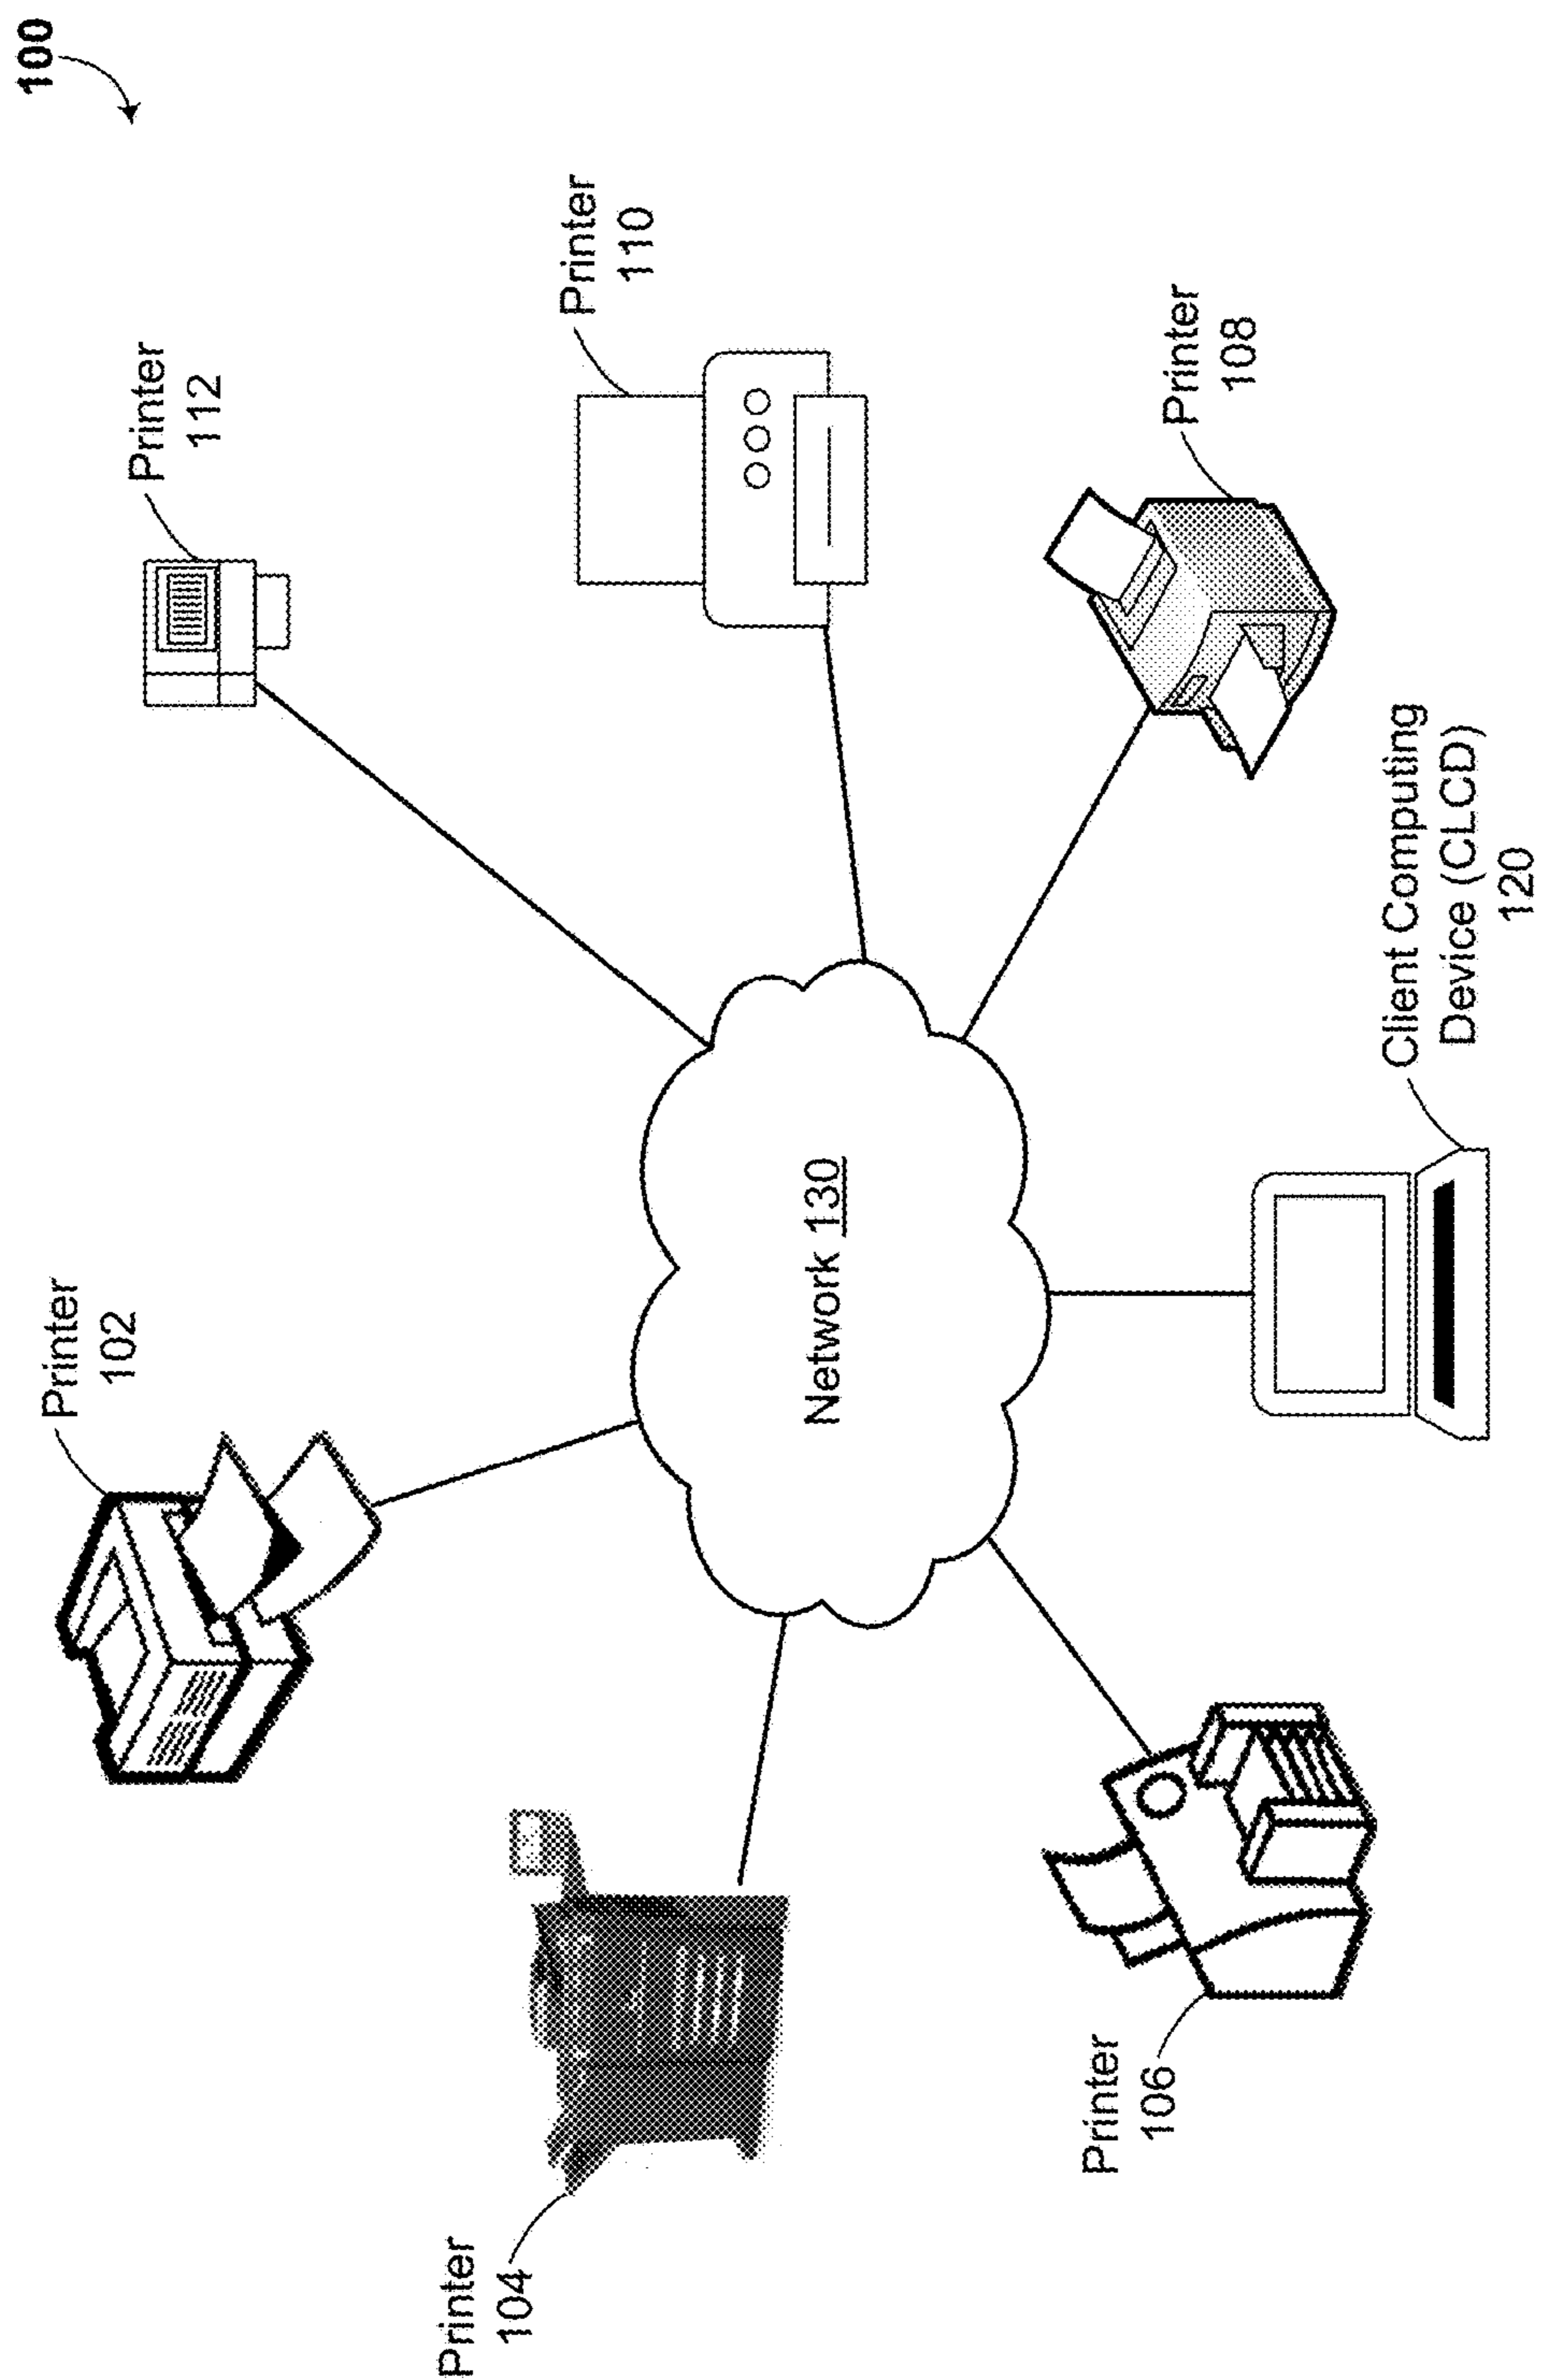 100
Printer
102
Printer
112
Printer
104
Printer
110
Network 130
Printer
106
Printer
108
Client Computing
Device (CLCD)
120